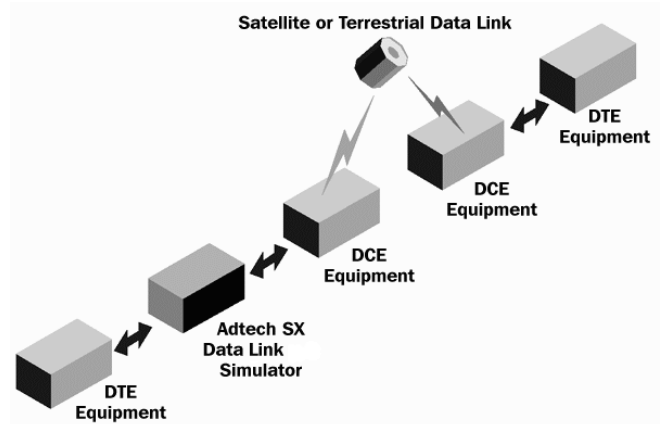 Satellite or Terrestrial Data Link
DTE
Equipment
DCE
Equipment
DCE
Equipment
Adtech SX
Data Link
Simulator
DTE
Equipment